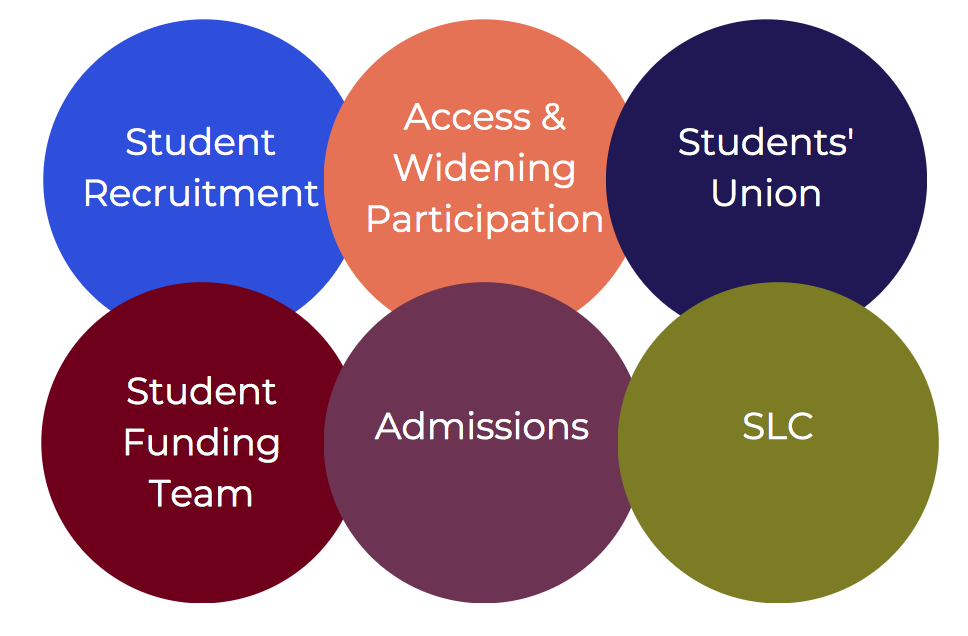 Student
Recruitment
Access &
Widening
Participation
Students'
Union
Student
Funding
Team
Admissions
SLC